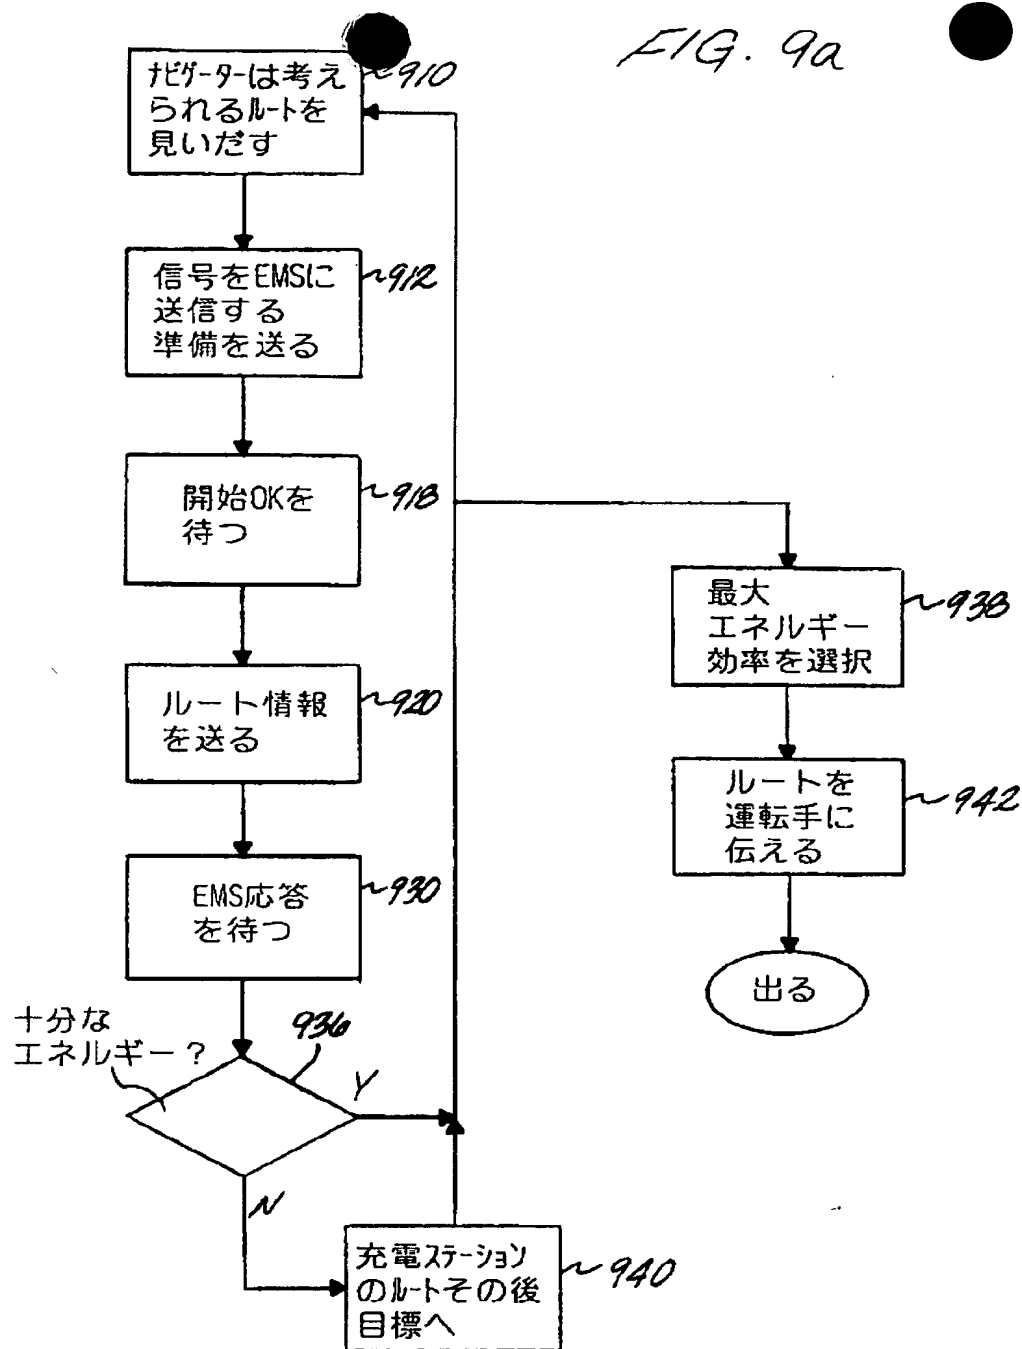 FIG. 9a
ナビゲーターは考え
られるルートを
見いだす
910
信号をEMSに
送信する
準備を送る
912
開始OKを
待つ
918
ルート情報
を送る
920
EMS応答
を待つ
930
十分な
エネルギー？
936
Y
N
充電ステーション
のルートその後
目標へ
940
最大
エネルギー
効率を選択
938
ルートを
運転手に
伝える
942
出る